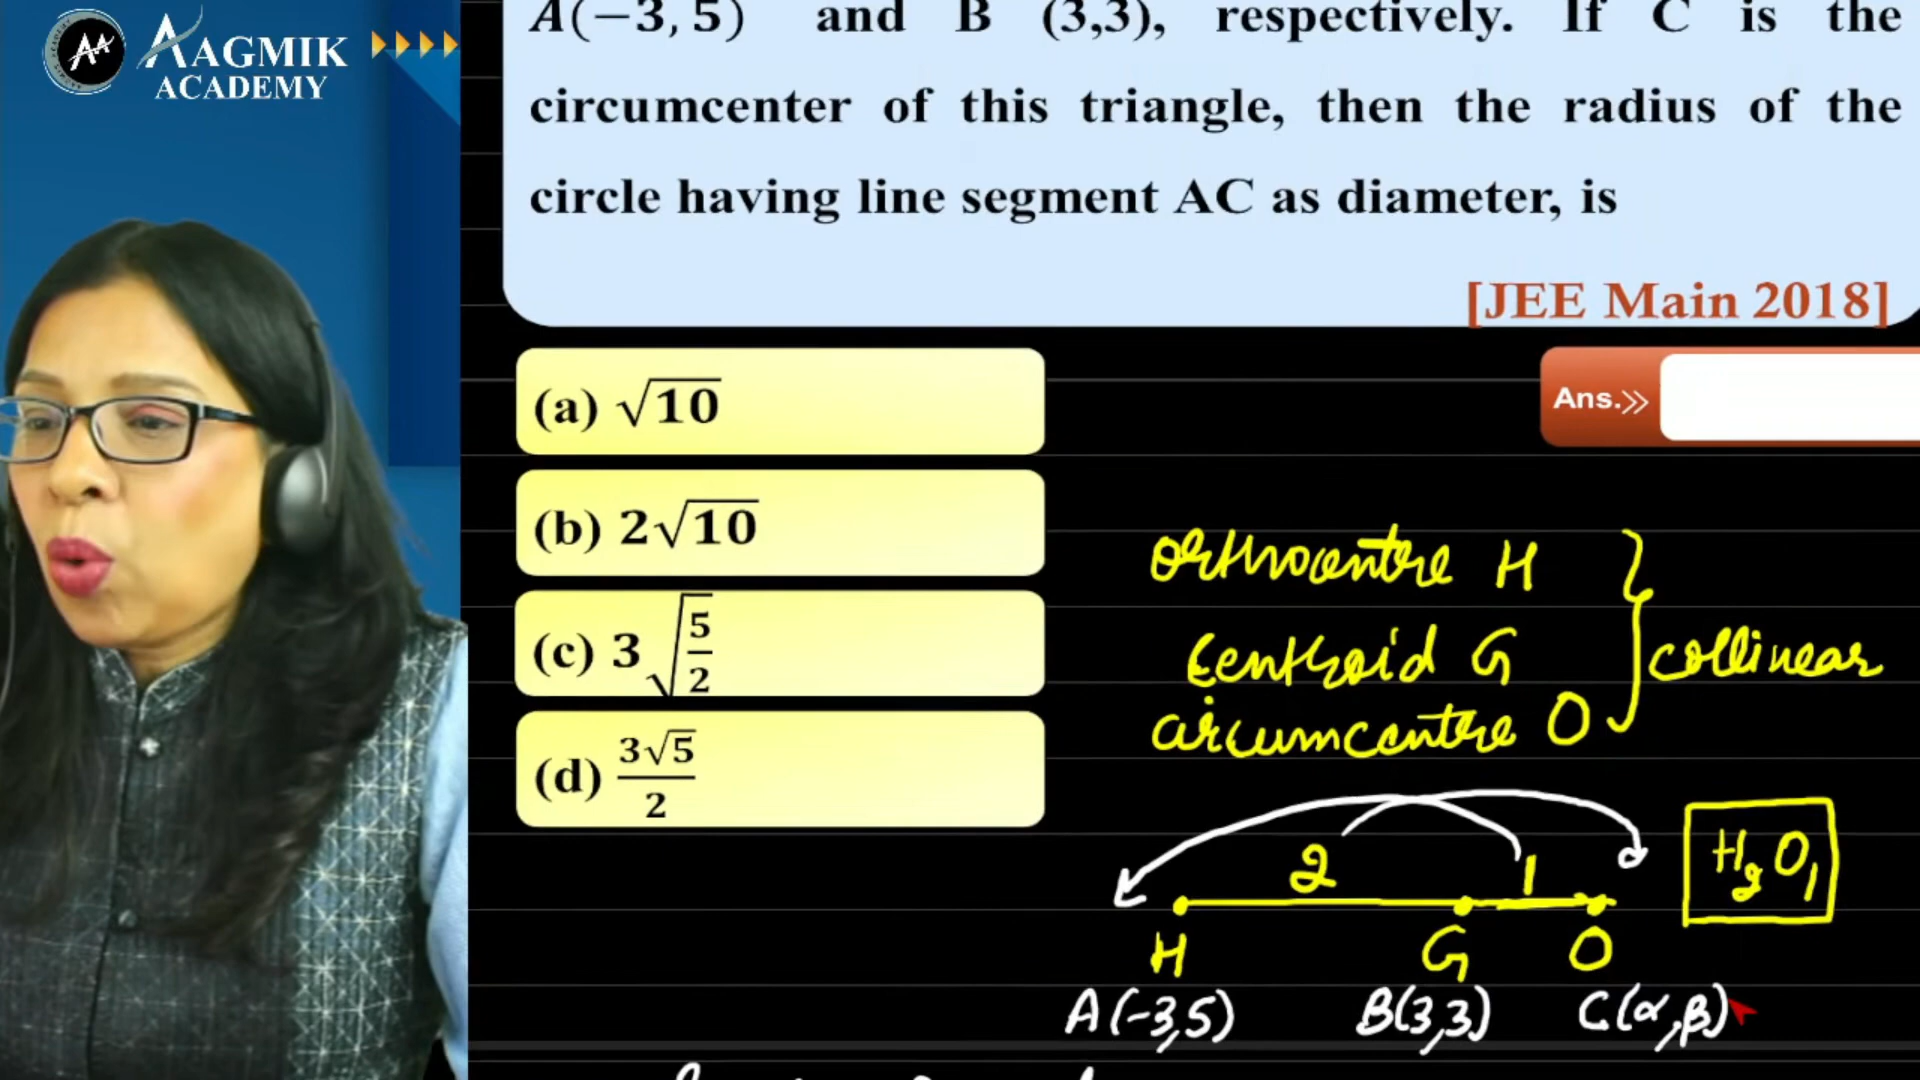 AAGMIK
ACADEMY
A(−3, 5) and B (3,3), respectively. If C is the
circumcenter of this triangle, then the radius of the
circle having line segment AC as diameter, is
[JEE Main 2018]
(a) √10
(b) 2√10
(c) 3√(5/2)
(d) 3√5/2
Ans.
Orthocentre H
Centroid G
circumcentre O
collinear
2 1
H G O
H₂O₁
A(-3,5) B(3,3) C(α,β)